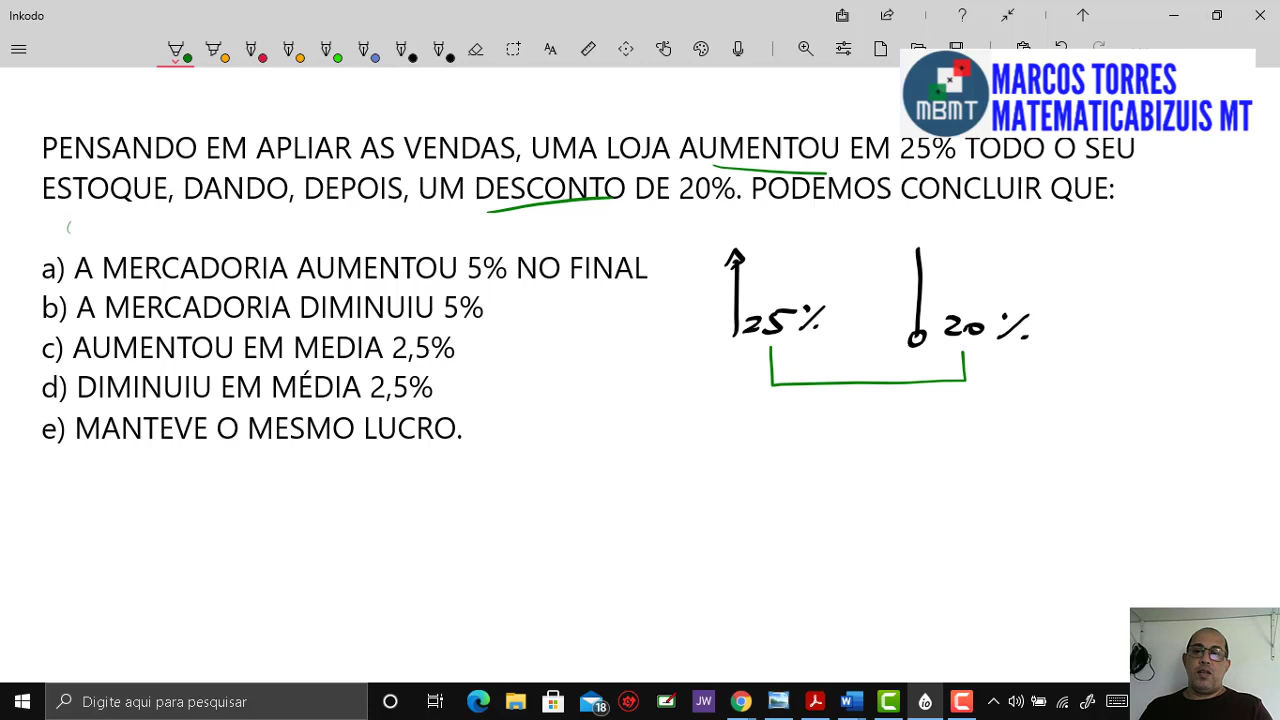 Inkodo
MARCOS TORRES
MBMT
MATEMATICABIZUIS MT
PENSANDO EM APLIAR AS VENDAS, UMA LOJA AUMENTOU EM 25% TODO O SEU
ESTOQUE, DANDO, DEPOIS, UM DESCONTO DE 20%. PODEMOS CONCLUIR QUE:
a) A MERCADORIA AUMENTOU 5% NO FINAL
b) A MERCADORIA DIMINUIU 5%
c) AUMENTOU EM MEDIA 2,5%
d) DIMINUIU EM MÉDIA 2,5%
e) MANTEVE O MESMO LUCRO.
25% 20%
Digite aqui para pesquisar
18
JW